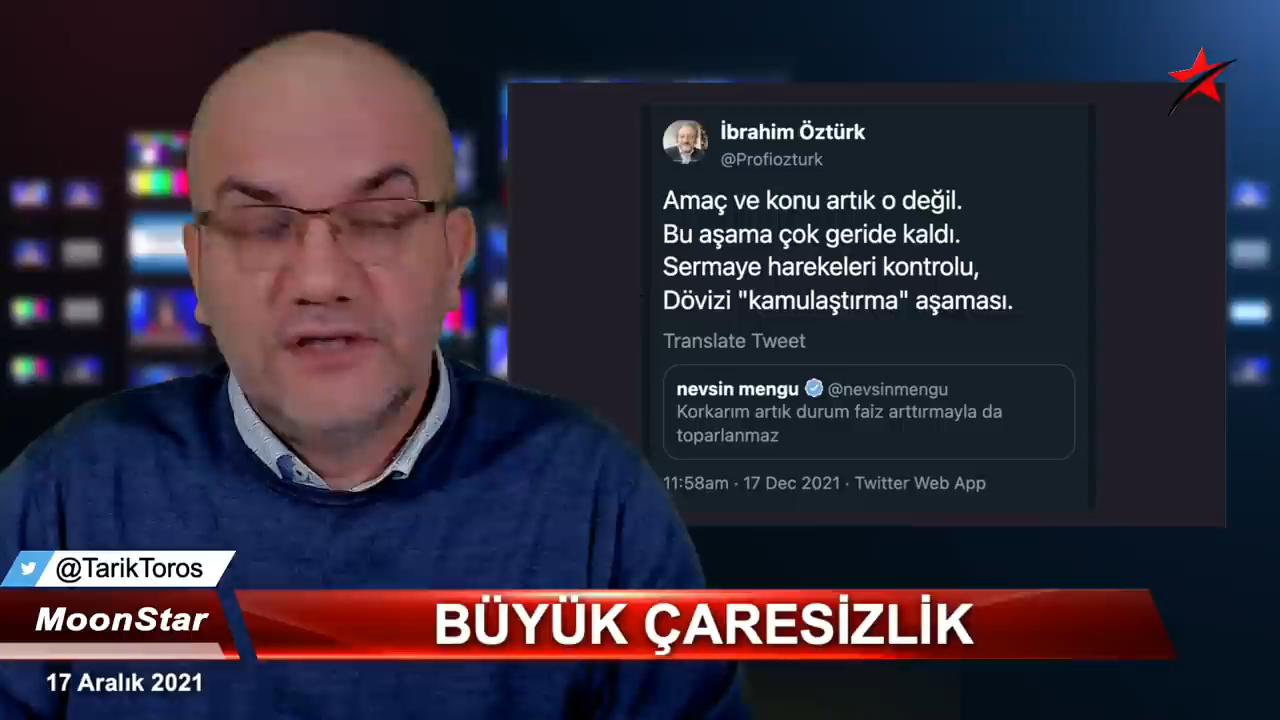 İbrahim Öztürk
@Profiozturk
Amaç ve konu artık o değil.
Bu aşama çok geride kaldı.
Sermaye harekeleri kontrolu,
Dövizi "kamulaştırma" aşaması.
Translate Tweet
nevsin mengu @nevsinmengu
Korkarım artık durum faiz arttırmayla da
toparlanmaz
11:58am · 17 Dec 2021 · Twitter Web App
@TarikToros
MoonStar
BÜYÜK ÇARESİZLİK
17 Aralık 2021